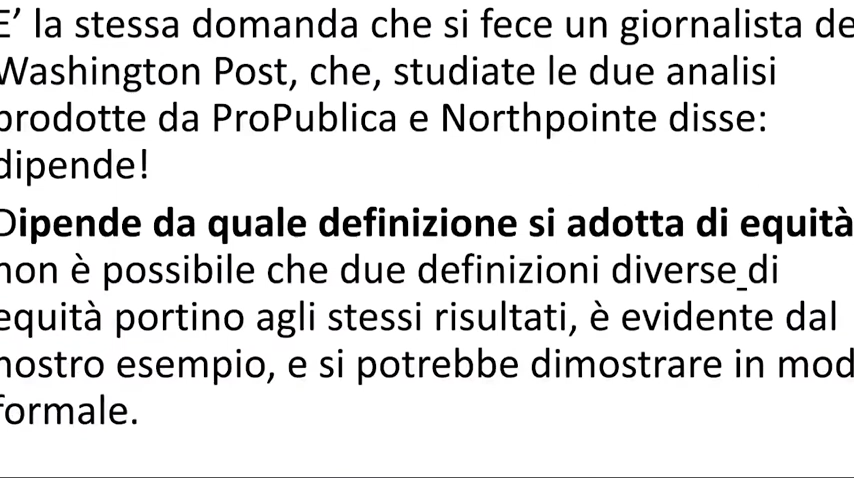 E’ la stessa domanda che si fece un giornalista de
Washington Post, che, studiate le due analisi
prodotte da ProPublica e Northpointe disse:
dipende!
Dipende da quale definizione si adotta di equità
non è possibile che due definizioni diverse di
equità portino agli stessi risultati, è evidente dal
nostro esempio, e si potrebbe dimostrare in mod
formale.